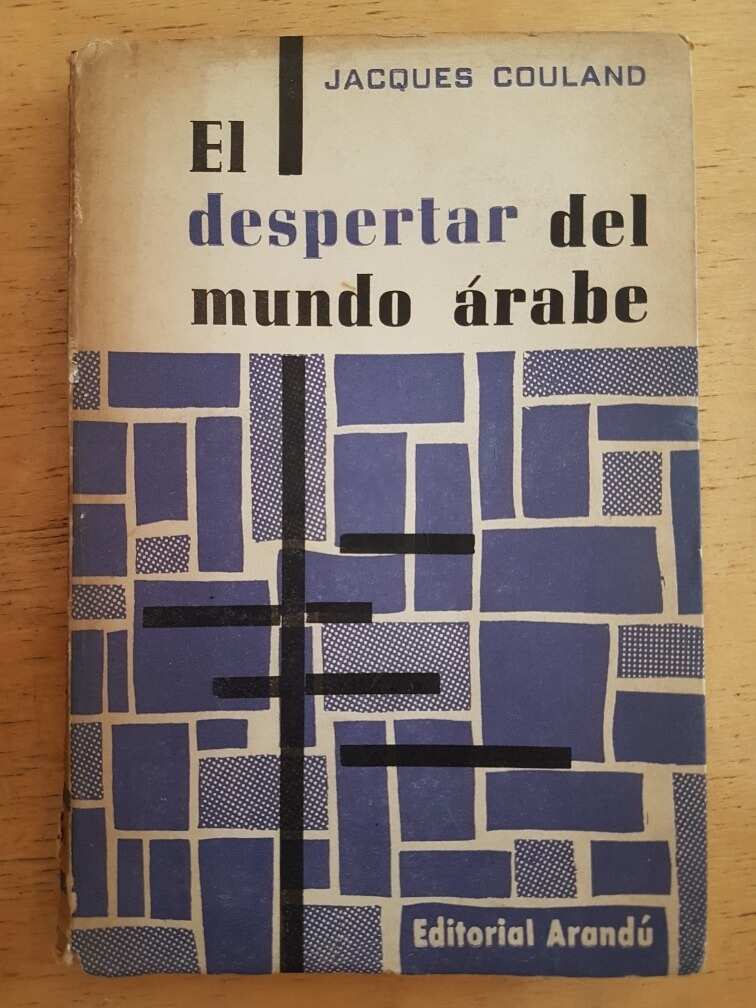 JACQUES COULAND
El
despertar del
mundo árabe
Editorial Arandú